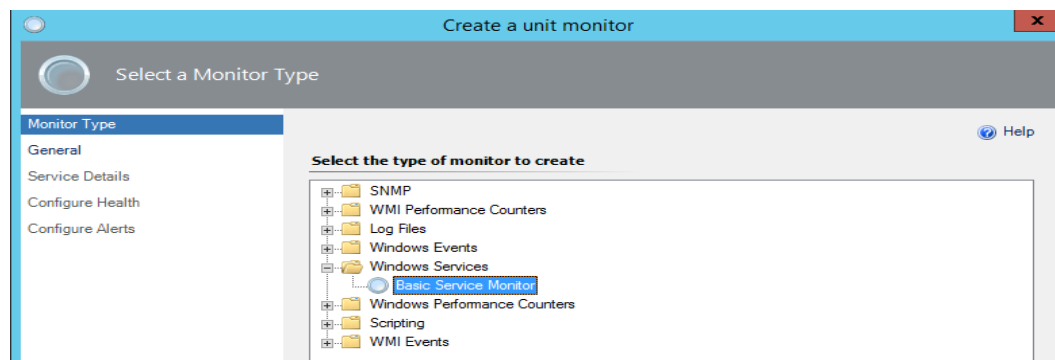 Create a unit monitor
x
Select a Monitor Type
Monitor Type
General
Service Details
Configure Health
Configure Alerts
Help
Select the type of monitor to create
SNMP
WMI Performance Counters
Log Files
Windows Events
Windows Services
Basic Service Monitor
Windows Performance Counters
Scripting
WMI Events